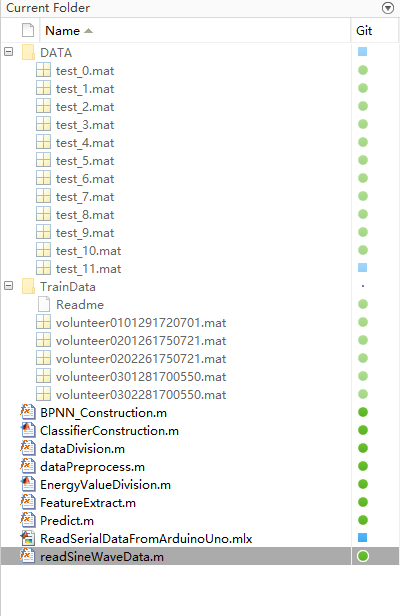 Current Folder
Name Git
DATA
test_0.mat
test_1.mat
test_2.mat
test_3.mat
test_4.mat
test_5.mat
test_6.mat
test_7.mat
test_8.mat
test_9.mat
test_10.mat
test_11.mat
TrainData
Readme
volunteer0101291720701.mat
volunteer0201261750721.mat
volunteer0202261750721.mat
volunteer0301281700550.mat
volunteer0302281700550.mat
BPNN_Construction.m
ClassifierConstruction.m
dataDivision.m
dataPreprocess.m
EnergyValueDivision.m
FeatureExtract.m
Predict.m
ReadSerialDataFromArduinoUno.mlx
readSineWaveData.m